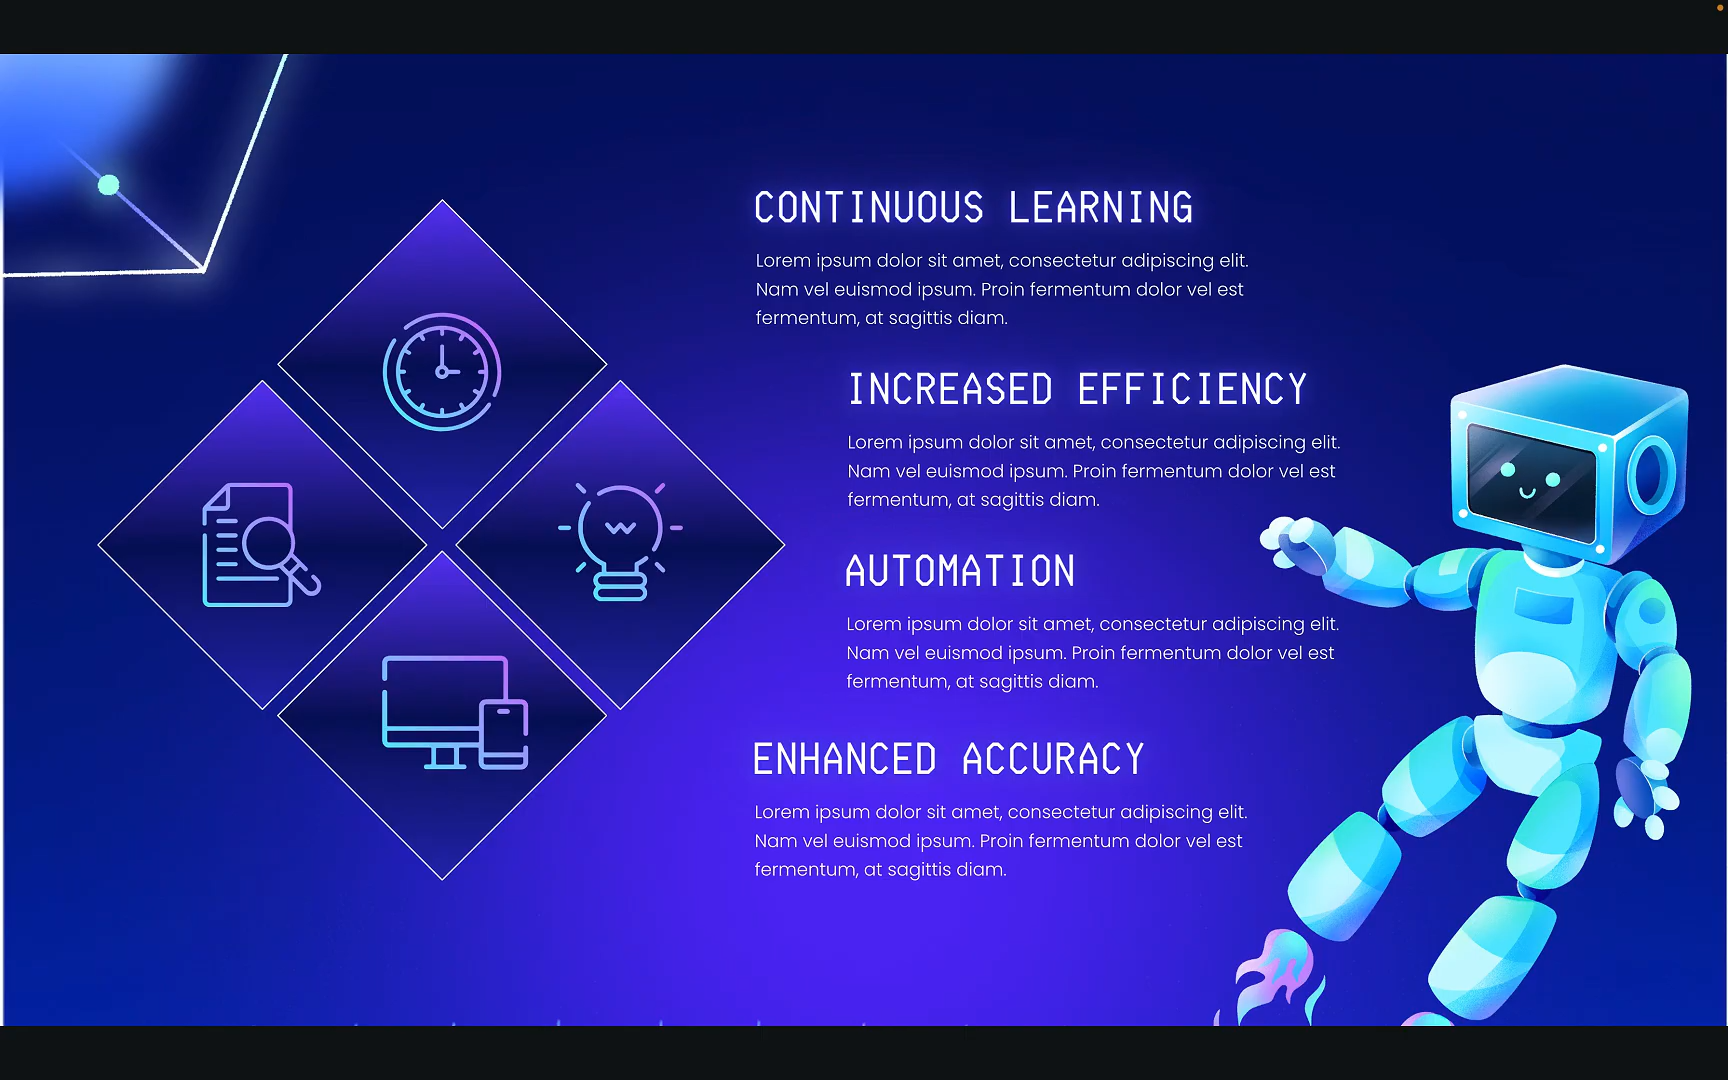 CONTINUOUS LEARNING
Lorem ipsum dolor sit amet, consectetur adipiscing elit.
Nam vel euismod ipsum. Proin fermentum dolor vel est
fermentum, at sagittis diam.
INCREASED EFFICIENCY
Lorem ipsum dolor sit amet, consectetur adipiscing elit.
Nam vel euismod ipsum. Proin fermentum dolor vel est
fermentum, at sagittis diam.
AUTOMATION
Lorem ipsum dolor sit amet, consectetur adipiscing elit.
Nam vel euismod ipsum. Proin fermentum dolor vel est
fermentum, at sagittis diam.
ENHANCED ACCURACY
Lorem ipsum dolor sit amet, consectetur adipiscing elit.
Nam vel euismod ipsum. Proin fermentum dolor vel est
fermentum, at sagittis diam.